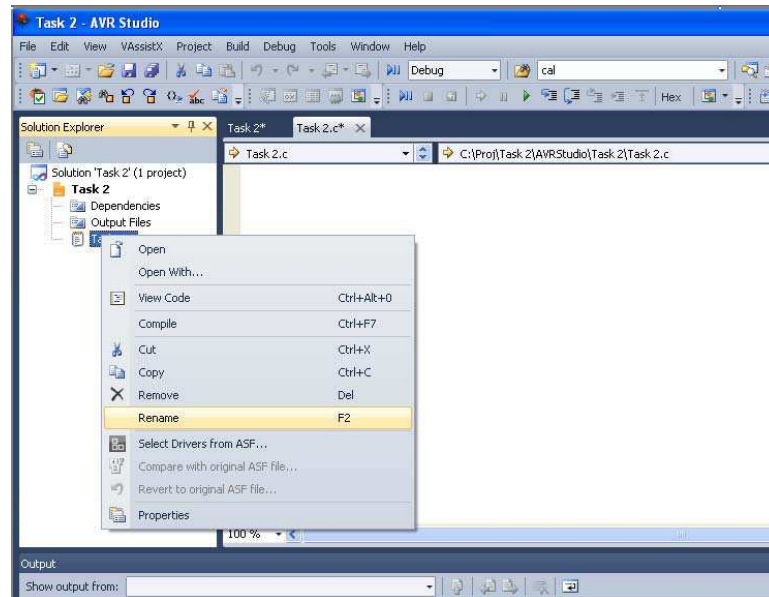 Task 2 - AVR Studio
File Edit View VAssistX Project Build Debug Tools Window Help
Debug cal
Hex
Solution Explorer
Task 2* Task 2.c*
Task 2.c C:\Proj\Task 2\AVRStudio\Task 2\Task 2.c
Solution 'Task 2' (1 project)
Task 2
Dependencies
Output Files
Open
Open With...
View Code Ctrl+Alt+0
Compile Ctrl+F7
Cut Ctrl+X
Copy Ctrl+C
Remove Del
Rename F2
Select Drivers from ASF...
Compare with original ASF file...
Revert to original ASF file...
Properties
100 %
Output
Show output from: